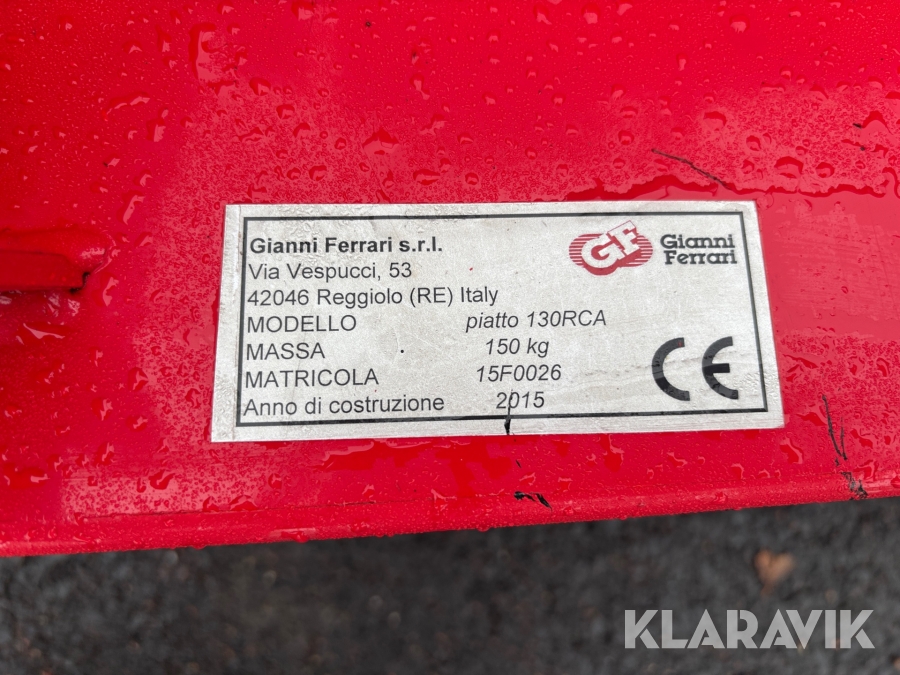 Gianni Ferrari s.r.l.
Via Vespucci, 53
42046 Reggiolo (RE) Italy
MODELLO piatto 130RCA
MASSA 150 kg
MATRICOLA 15F0026
Anno di costruzione 2015
GF Gianni Ferrari
CE
KLARAVIK